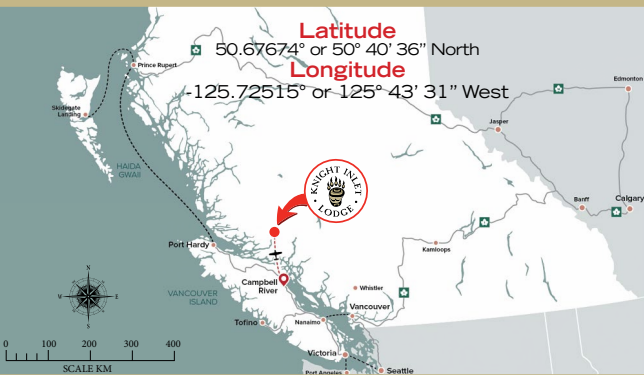 Latitude
50.67674° or 50° 40' 36” North
Longitude
-125.72515° or 125° 43' 31” West
Prince Rupert
Skidegate
Landing
HAIDA
GWAII
Edmonton
Jasper
Banff
Calgary
KNIGHT INLET
LODGE
Port Hardy
Kamloops
Campbell
River
Whistler
VANCOUVER
ISLAND
Vancouver
Tofino
Nanaimo
Victoria
Port Angeles
Seattle
N
W
E
S
0 100 200 300 400
SCALE KM